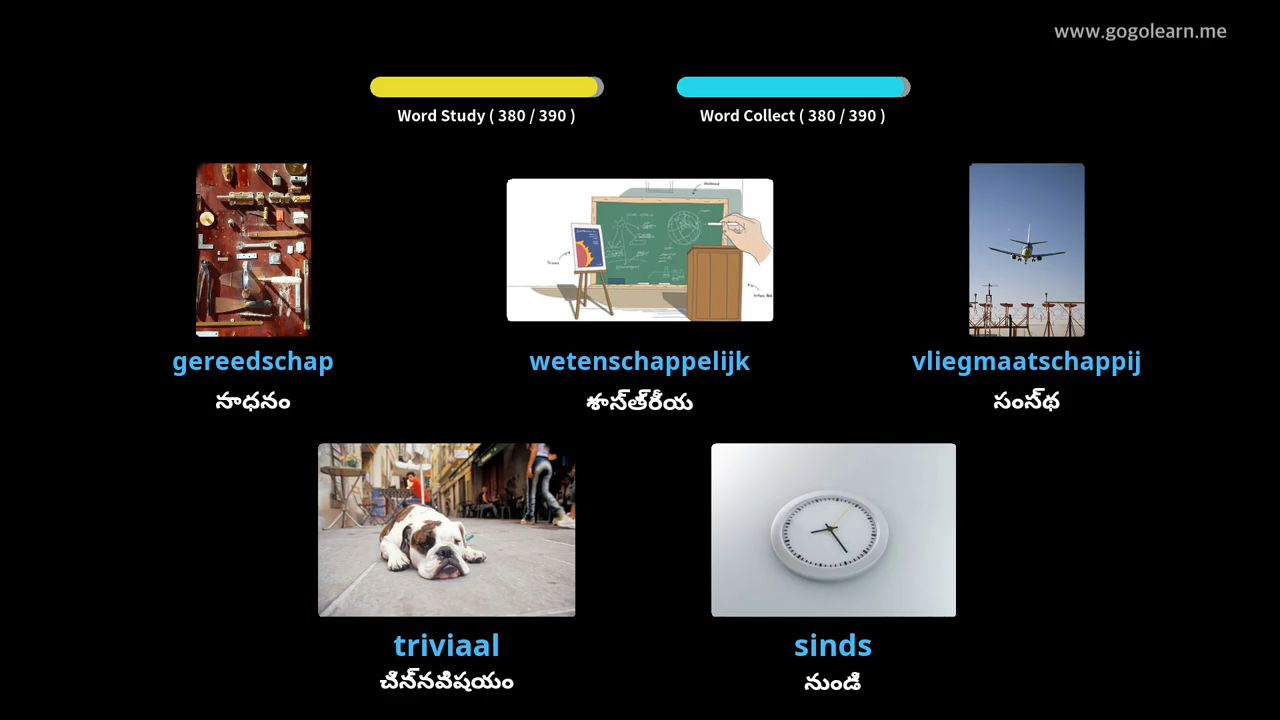 www.gogolearn.me
Word Study ( 380 / 390 )
Word Collect ( 380 / 390 )
gereedschap
wetenschappelijk
vliegmaatschappij
సాధనం
శాస్త్రీయ
సంస్థ
triviaal
sinds
చిన్నవిషయం
నుండి